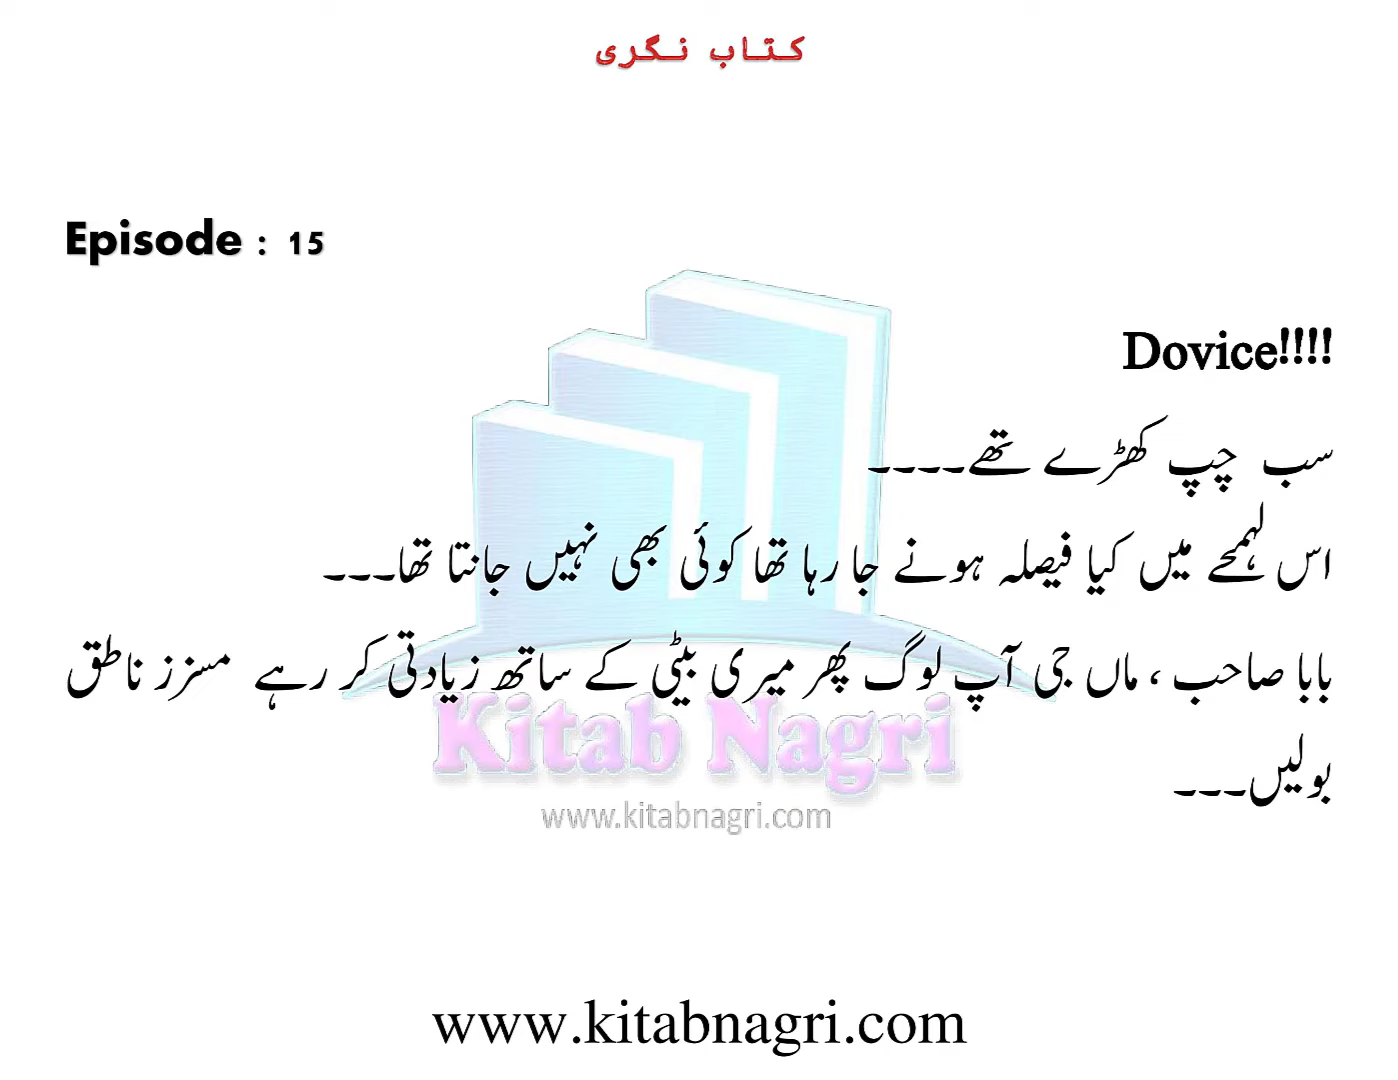 کتاب نگری
Episode : 15
Dovice!!!!
سب چپ کھڑے تھے۔۔۔۔
اس لہمحے میں کیا فیصلہ ہونے جا رہا تھا کوئی بھی نہیں جانتا تھا۔۔۔
بابا صاحب ، ماں جی آپ لوگ پھر میری بیٹی کے ساتھ زیادتی کر رہے مسزز ناطق
بولیں۔۔۔
Kitab Nagri
www.kitabnagri.com
www.kitabnagri.com